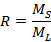 R = M_S / M_L